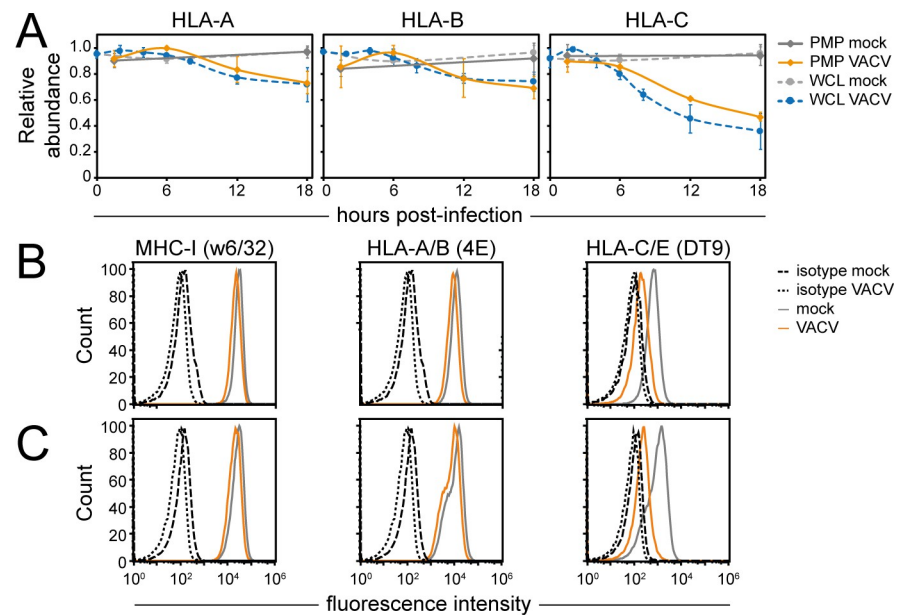 A
HLA-A HLA-B HLA-C
Relative
abundance
1.0
0.8
0.6
0.4
0.2
0
0 6 12 18 0 6 12 18 0 6 12 18
hours post-infection
PMP mock
PMP VACV
WCL mock
WCL VACV
B
MHC-I (w6/32) HLA-A/B (4E) HLA-C/E (DT9)
Count
100
80
60
40
20
0
isotype mock
isotype VACV
mock
VACV
C
Count
100
80
60
40
20
0
10⁰ 10² 10⁴ 10⁶ 10⁰ 10² 10⁴ 10⁶ 10⁰ 10² 10⁴ 10⁶
fluorescence intensity